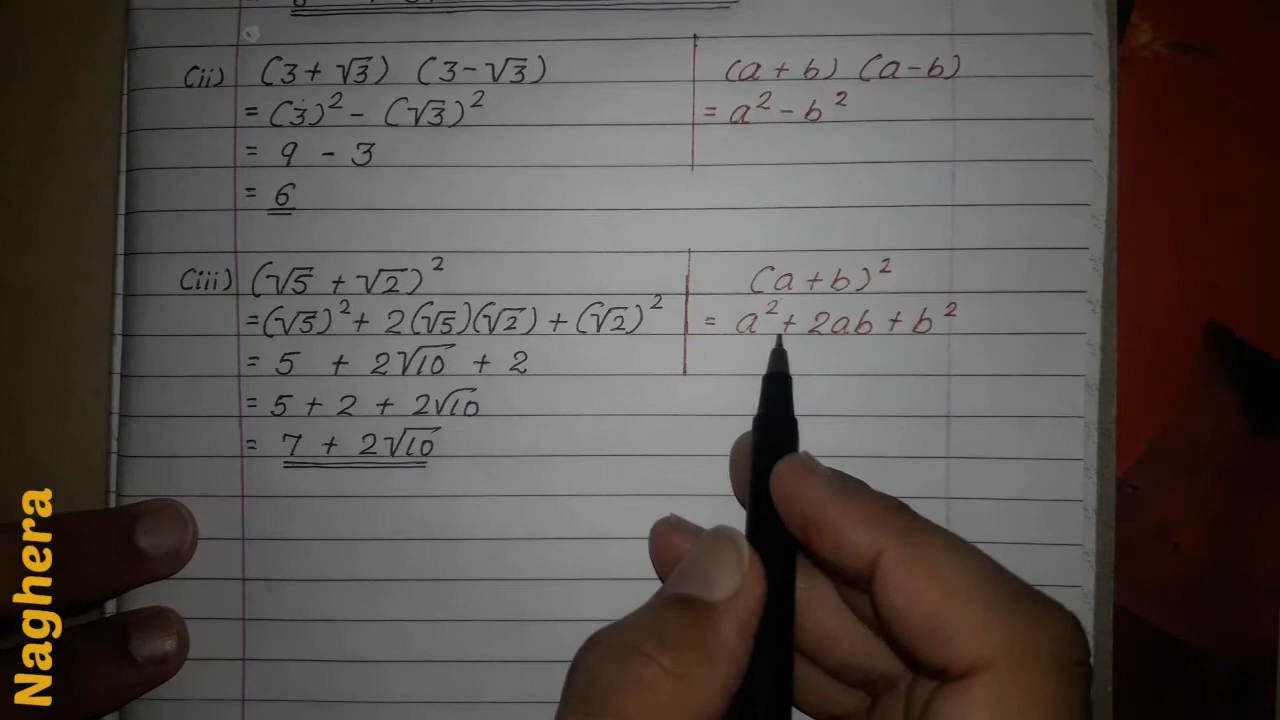 (ii) (3 + √3) (3 - √3)
= (3)² - (√3)²
= 9 - 3
= 6
(a + b) (a - b)
= a² - b²
(iii) (√5 + √2)²
= (√5)² + 2(√5)(√2) + (√2)²
= 5 + 2√10 + 2
= 5 + 2 + 2√10
= 7 + 2√10
(a + b)²
= a² + 2ab + b²
Naghera